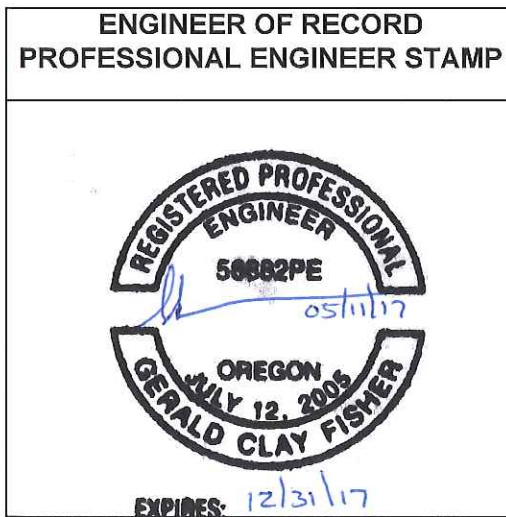 ENGINEER OF RECORD
PROFESSIONAL ENGINEER STAMP
REGISTERED PROFESSIONAL
ENGINEER
05/11/17
OREGON
JULY 12, 2005
GERALD CLAY FISHER
EXPIRES: 12/31/17